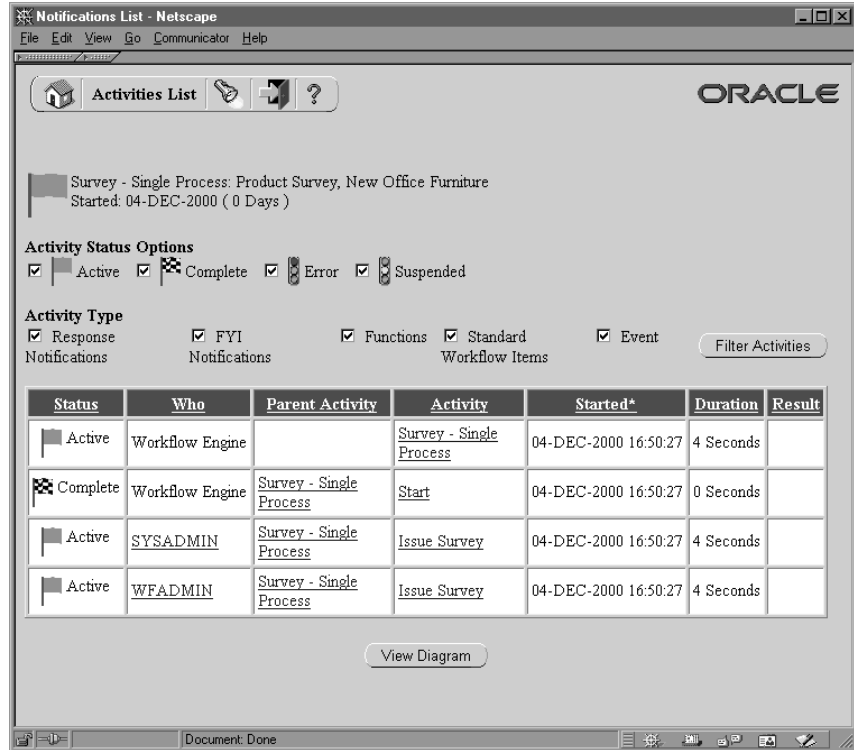 Notifications List - Netscape
File Edit View Go Communicator Help
Activities List
?
ORACLE
Survey - Single Process: Product Survey, New Office Furniture
Started: 04-DEC-2000 ( 0 Days )
Activity Status Options
Active Complete Error Suspended
Activity Type
Response Notifications
FYI Notifications
Functions
Standard Workflow Items
Event
Filter Activities
Status Who Parent Activity Activity Started* Duration Result
Active Workflow Engine Survey - Single Process 04-DEC-2000 16:50:27 4 Seconds
Complete Workflow Engine Survey - Single Process Start 04-DEC-2000 16:50:27 0 Seconds
Active SYSADMIN Survey - Single Process Issue Survey 04-DEC-2000 16:50:27 4 Seconds
Active WFADMIN Survey - Single Process Issue Survey 04-DEC-2000 16:50:27 4 Seconds
View Diagram
Document: Done